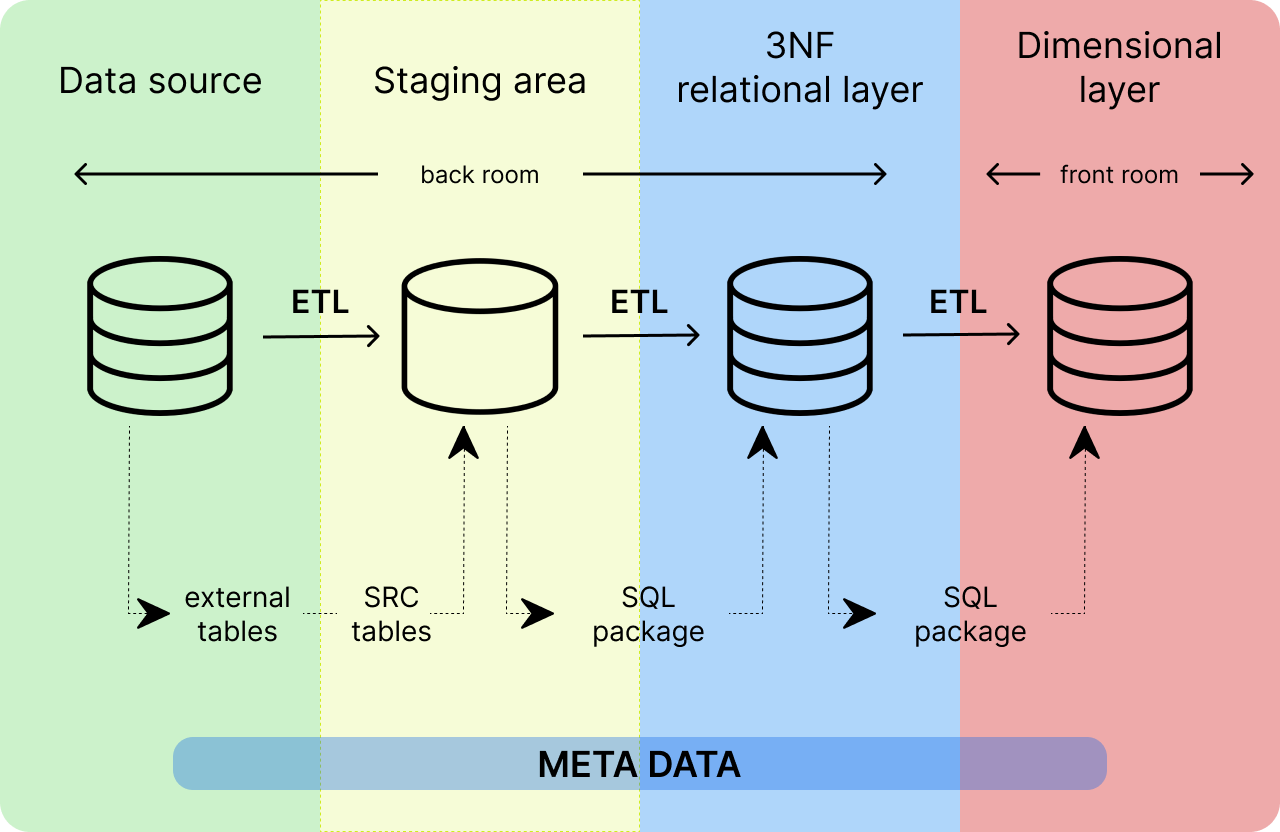 Data source
Staging area
3NF
relational layer
Dimensional
layer
back room
front room
ETL
ETL
ETL
external
tables
SRC
tables
SQL
package
SQL
package
META DATA